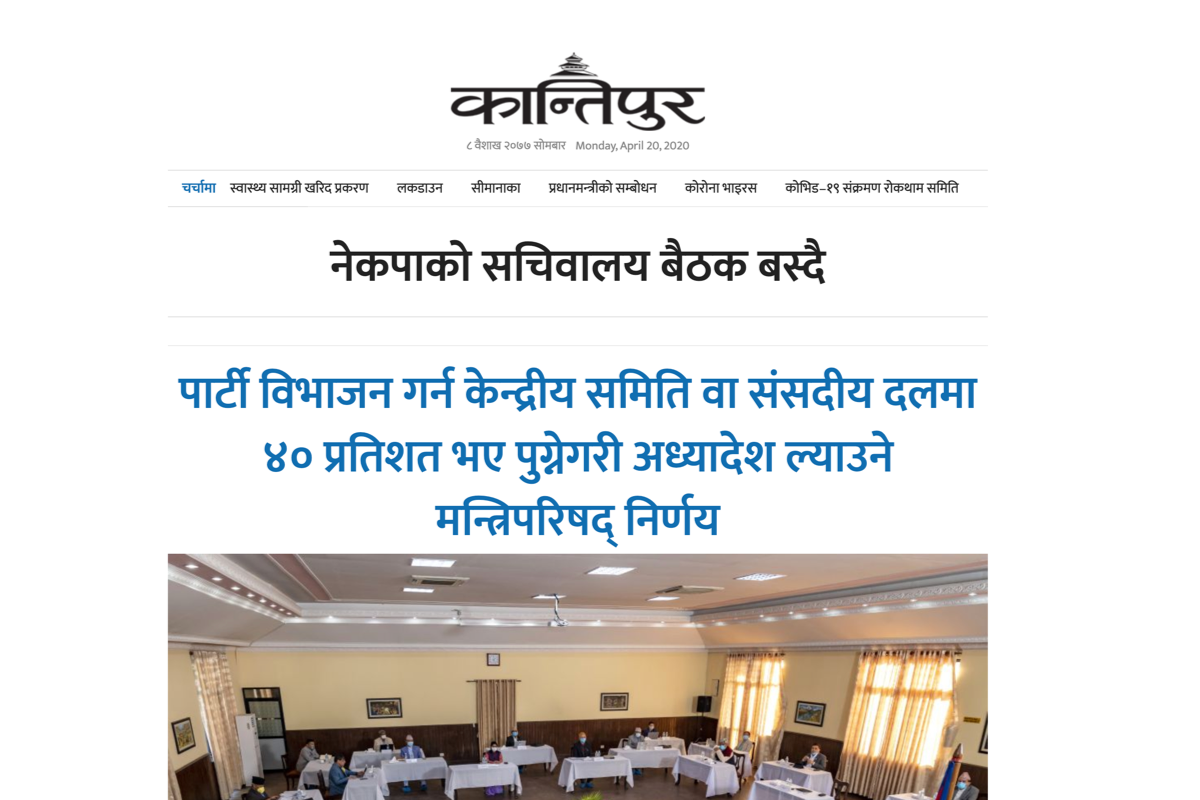 कान्तिपुर
८ वैशाख २०७७ सोमबार Monday, April 20, 2020
चर्चामा स्वास्थ्य सामग्री खरिद प्रकरण लकडाउन सीमानाका प्रधानमन्त्रीको सम्बोधन कोरोना भाइरस कोभिड–१९ संक्रमण रोकथाम समिति
नेकपाको सचिवालय बैठक बस्दै
पार्टी विभाजन गर्न केन्द्रीय समिति वा संसदीय दलमा
४० प्रतिशत भए पुग्नेगरी अध्यादेश ल्याउने
मन्त्रिपरिषद् निर्णय